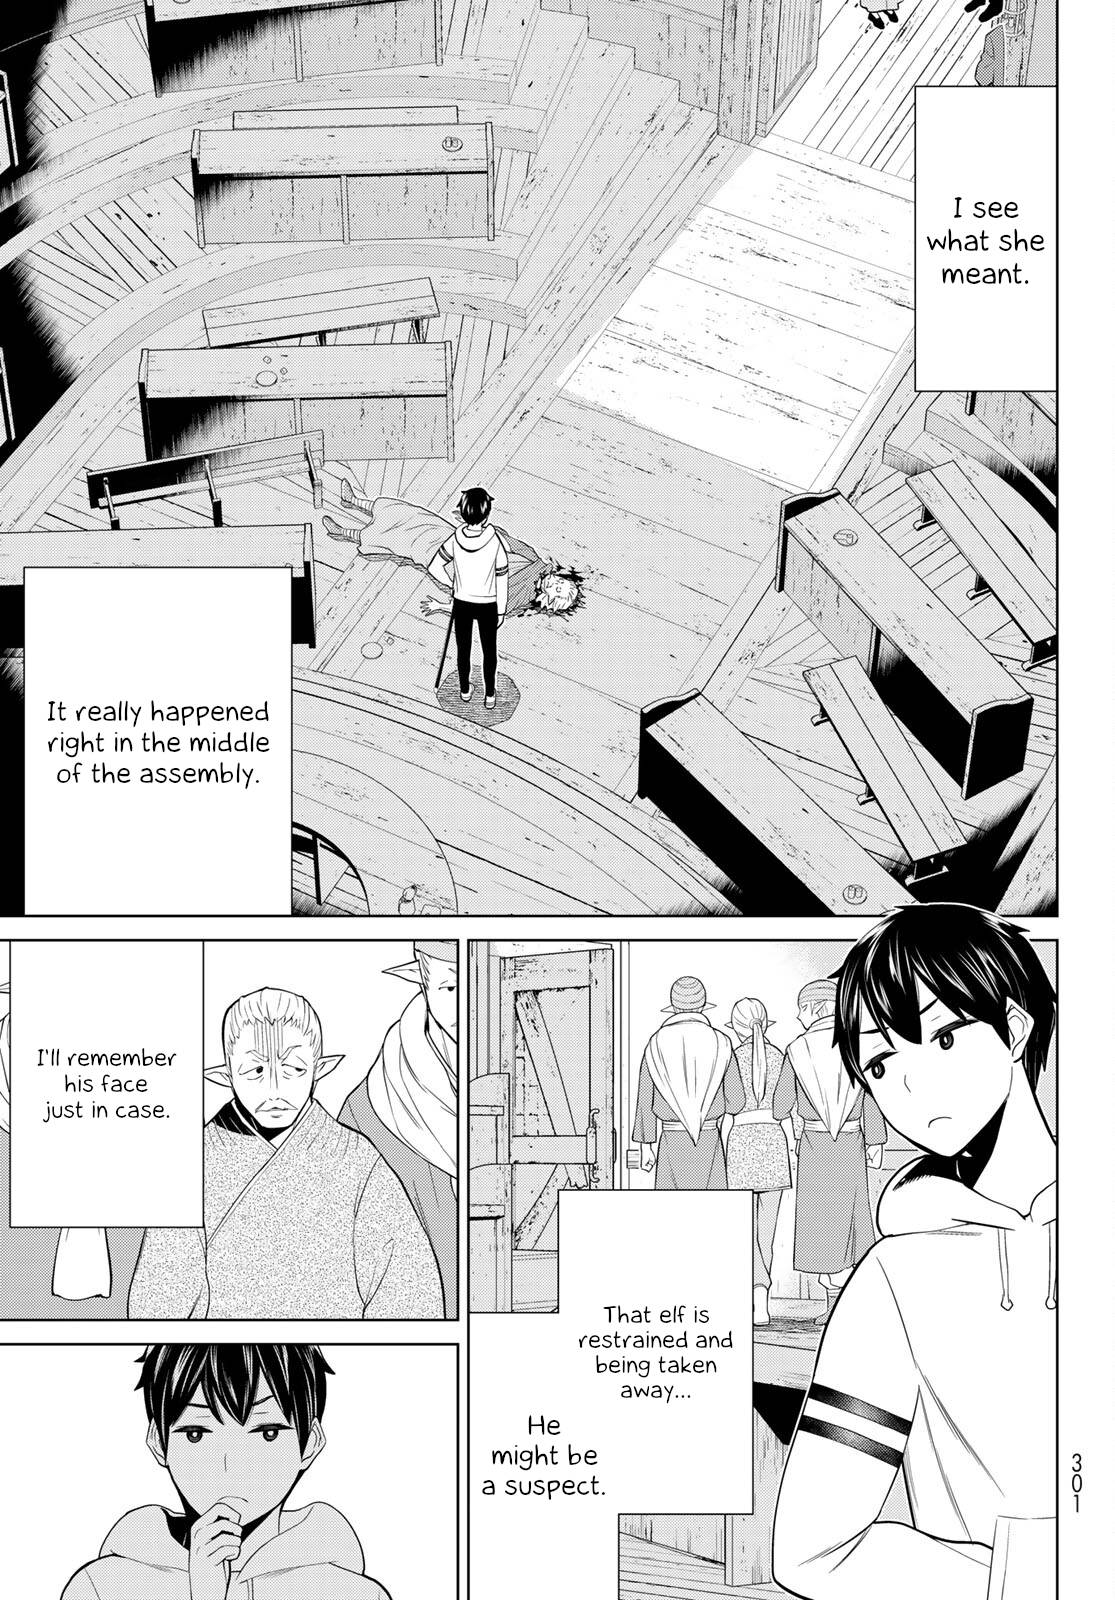 I see
what she
meant.
It really happened
right in the middle
of the assembly.
That elf is
restrained and
being taken
away...
He
might be
a suspect.
I'll remember
his face
just in case.
301